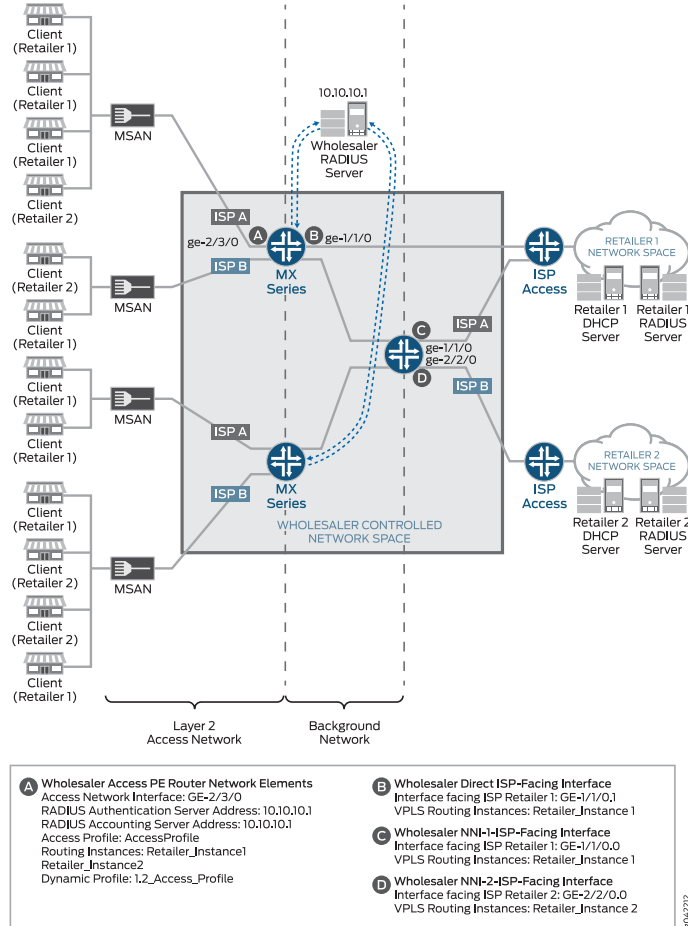 Client
(Retailer 1)
Client
(Retailer 1)
Client
(Retailer 1)
Client
(Retailer 2)
MSAN
10.10.10.1
Wholesaler
RADIUS
Server
ISP A
A
B
ge-2/3/0
ge-1/1/0
ISP B
MX
Series
Client
(Retailer 2)
Client
(Retailer 1)
MSAN
ISP
Access
RETAILER 1
NETWORK SPACE
Retailer 1
DHCP
Server
Retailer 1
RADIUS
Server
C
ISP A
ge-1/1/0
ge-2/2/0
D
ISP B
Client
(Retailer 1)
Client
(Retailer 1)
MSAN
ISP A
MX
Series
ISP B
WHOLESALER CONTROLLED
NETWORK SPACE
ISP
Access
RETAILER 2
NETWORK SPACE
Retailer 2
DHCP
Server
Retailer 2
RADIUS
Server
Client
(Retailer 1)
Client
(Retailer 2)
Client
(Retailer 2)
Client
(Retailer 1)
MSAN
Layer 2
Access Network
Background
Network
A Wholesaler Access PE Router Network Elements
Access Network Interface: GE-2/3/0
RADIUS Authentication Server Address: 10.10.10.1
RADIUS Accounting Server Address: 10.10.10.1
Access Profile: AccessProfile
Routing Instances: Retailer_Instance1
Retailer_Instance2
Dynamic Profile: 1.2_Access_Profile
B Wholesaler Direct ISP-Facing Interface
Interface facing ISP Retailer 1: GE-1/1/0.1
VPLS Routing Instances: Retailer_Instance 1
C Wholesaler NNI-1-ISP-Facing Interface
Interface facing ISP Retailer 1: GE-1/1/0.0
VPLS Routing Instances: Retailer_Instance 1
D Wholesaler NNI-2-ISP-Facing Interface
Interface facing ISP Retailer 2: GE-2/2/0.0
VPLS Routing Instances: Retailer_Instance 2